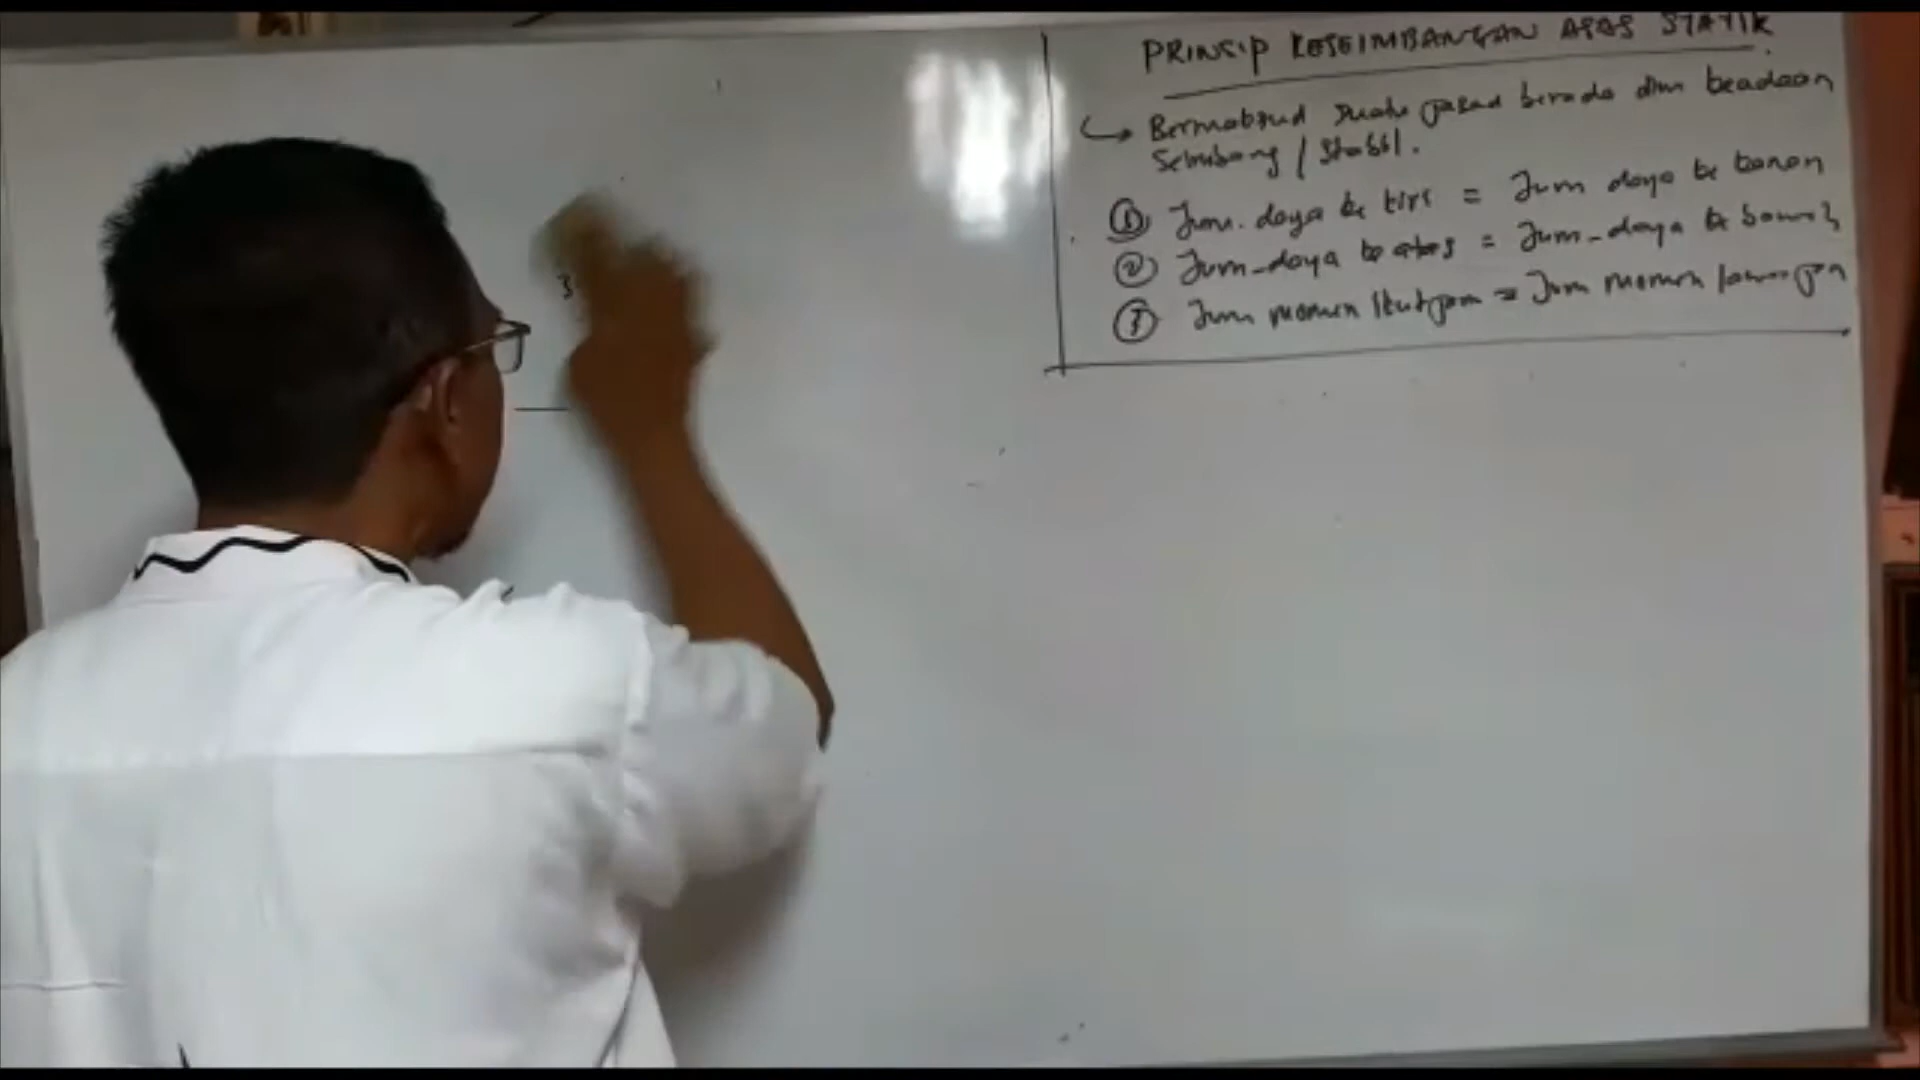 PRINSIP KESEIMBANGAN ASAS STATIK
Bermaksud suatu jasad berada dlm keadaan
Seimbang / Stabil.
① Jum. daya ke kiri = Jum daya ke kanan
② Jum-daya ke atas = Jum-daya ke bawah
③ Jum momen ikut jam = Jum momen lawan jam
3